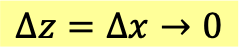 Δz = Δx → 0